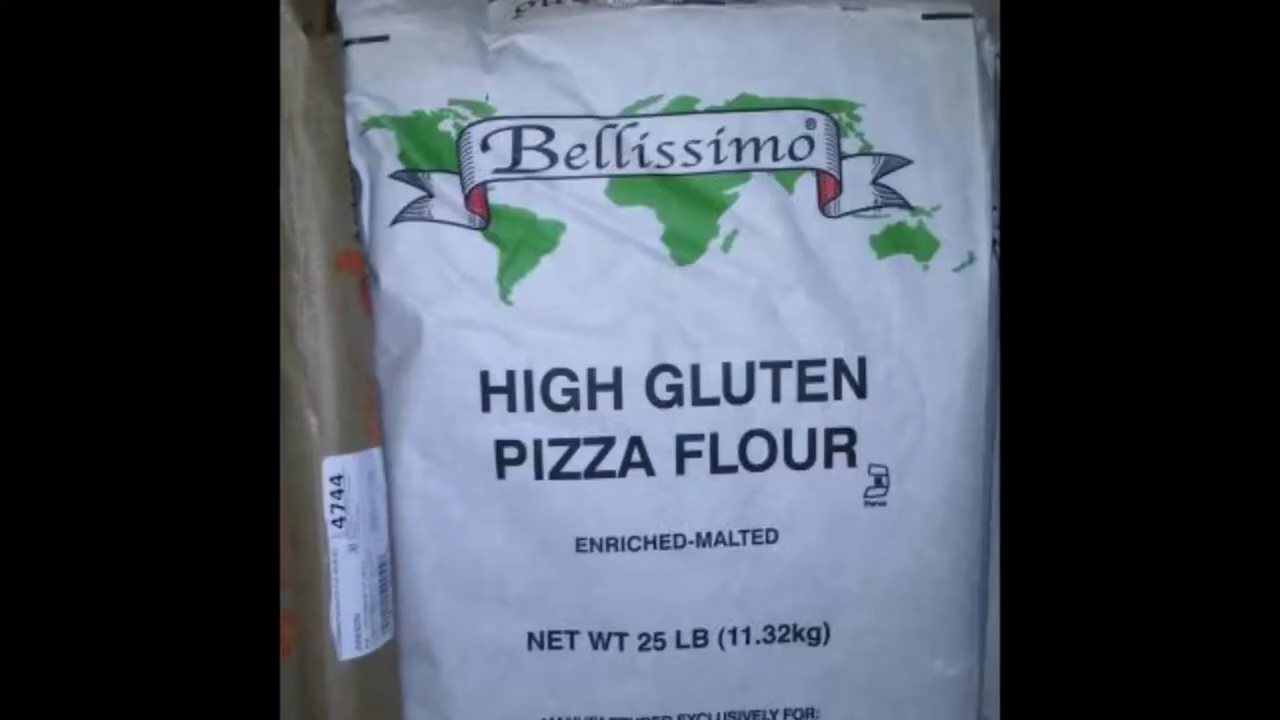 Bellissimo®
HIGH GLUTEN
PIZZA FLOUR
ENRICHED-MALTED
NET WT 25 LB (11.32kg)
MANUFACTURED EXCLUSIVELY FOR:
4744